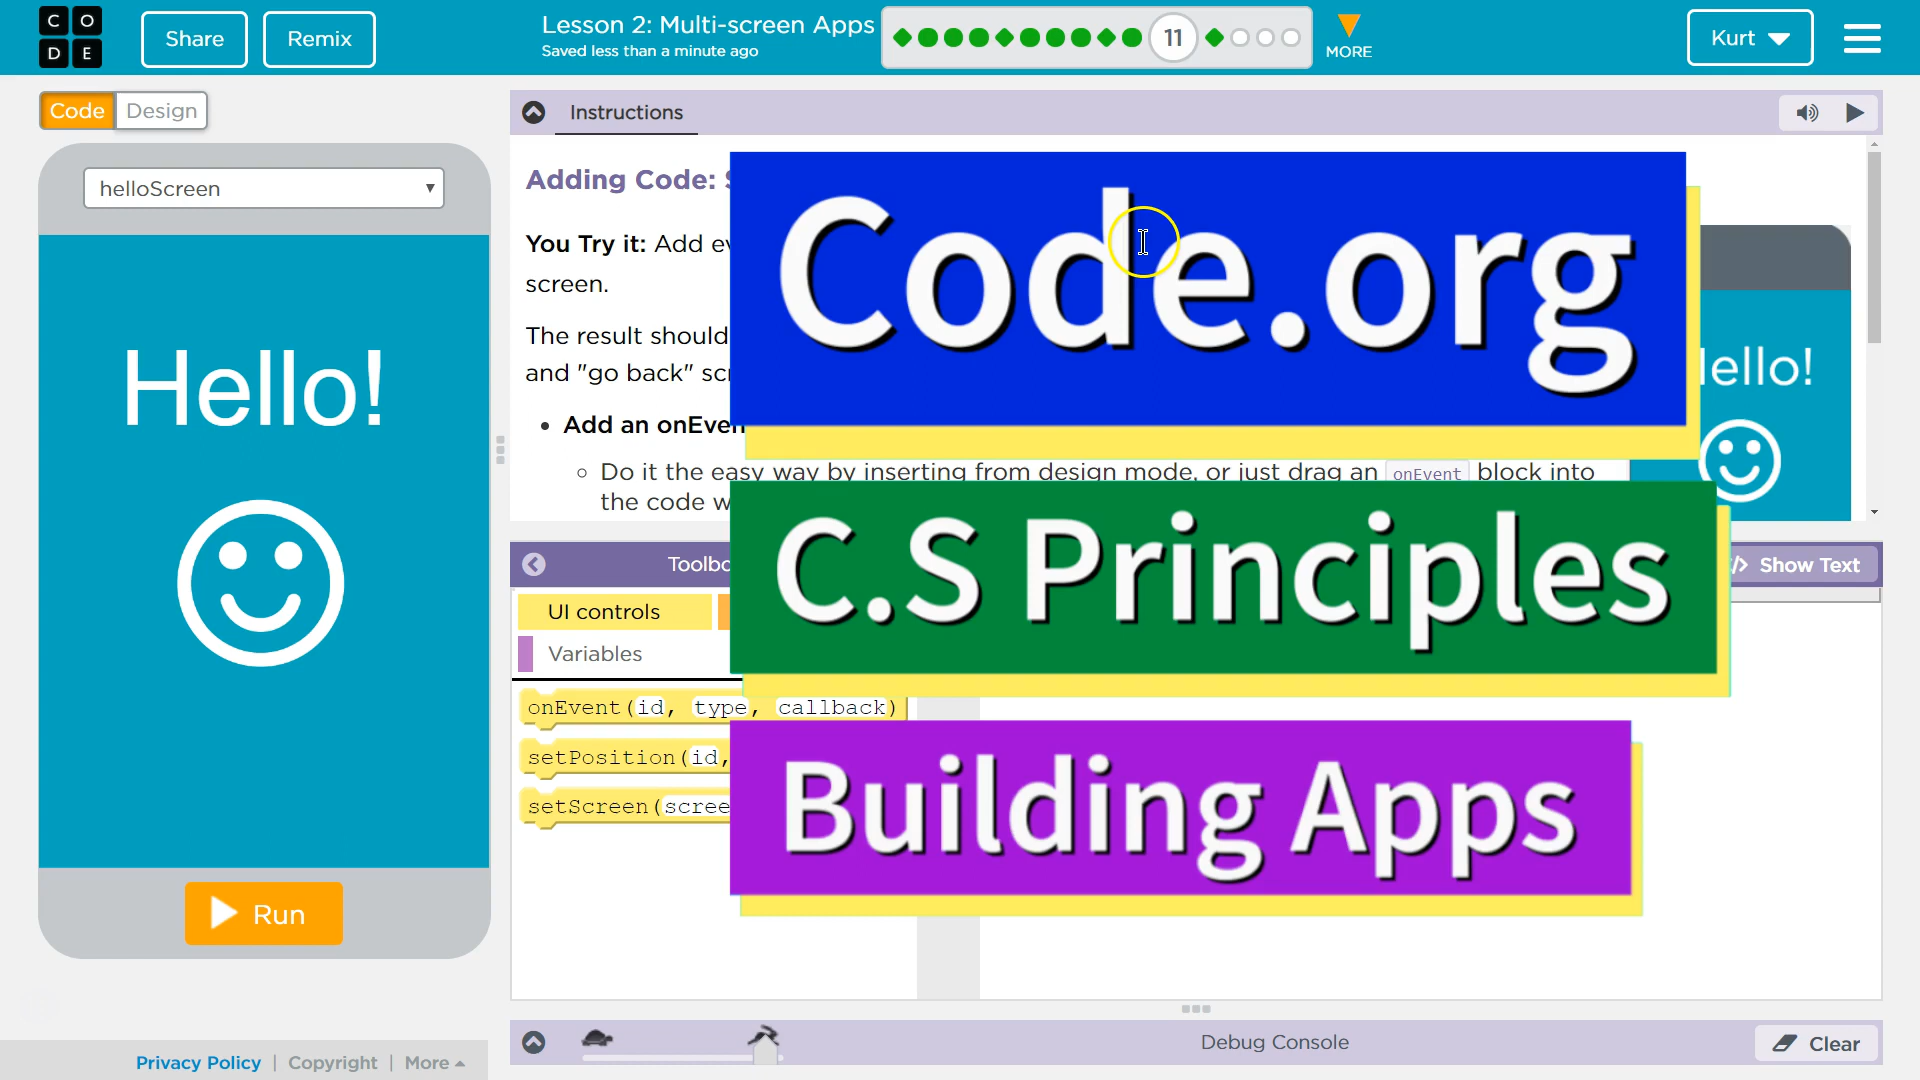 C O
D E
Share
Remix
Lesson 2: Multi-screen Apps
Saved less than a minute ago
11
MORE
Kurt
Code
Design
Instructions
helloScreen
Adding Code:
You Try it: Add ev
screen.
The result should
and "go back" scr
Add an onEven
Do it the easy way by inserting from design mode, or just drag an onEvent block into
the code w
Code.org
C.S Principles
Building Apps
Hello!
ello!
Toolbo
Show Text
UI controls
Variables
onEvent(id, type, callback)
setPosition(id,
setScreen(scree
Run
Debug Console
Clear
Privacy Policy | Copyright | More